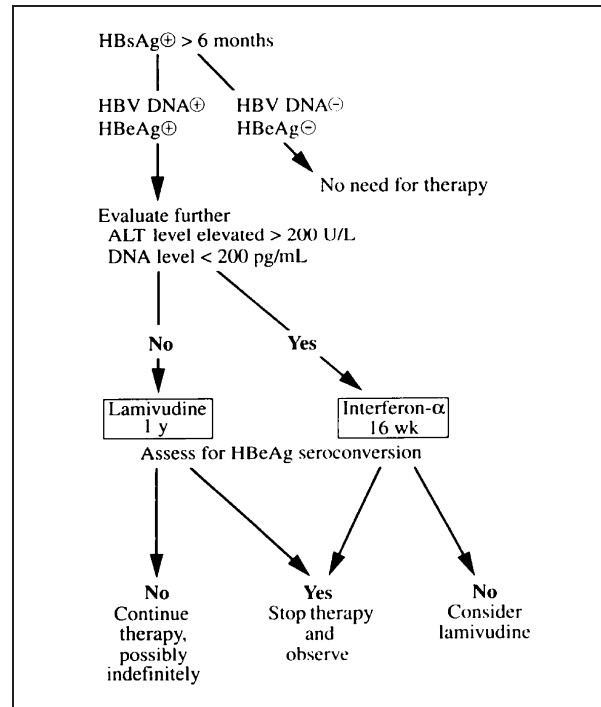 HBsAg⊕ > 6 months
HBV DNA⊕
HBeAg⊕
HBV DNA⊖
HBeAg⊖
No need for therapy
Evaluate further
ALT level elevated > 200 U/L
DNA level < 200 pg/mL
No
Yes
Lamivudine
1 y
Interferon-α
16 wk
Assess for HBeAg seroconversion
No
Continue
therapy,
possibly
indefinitely
Yes
Stop therapy
and
observe
No
Consider
lamivudine